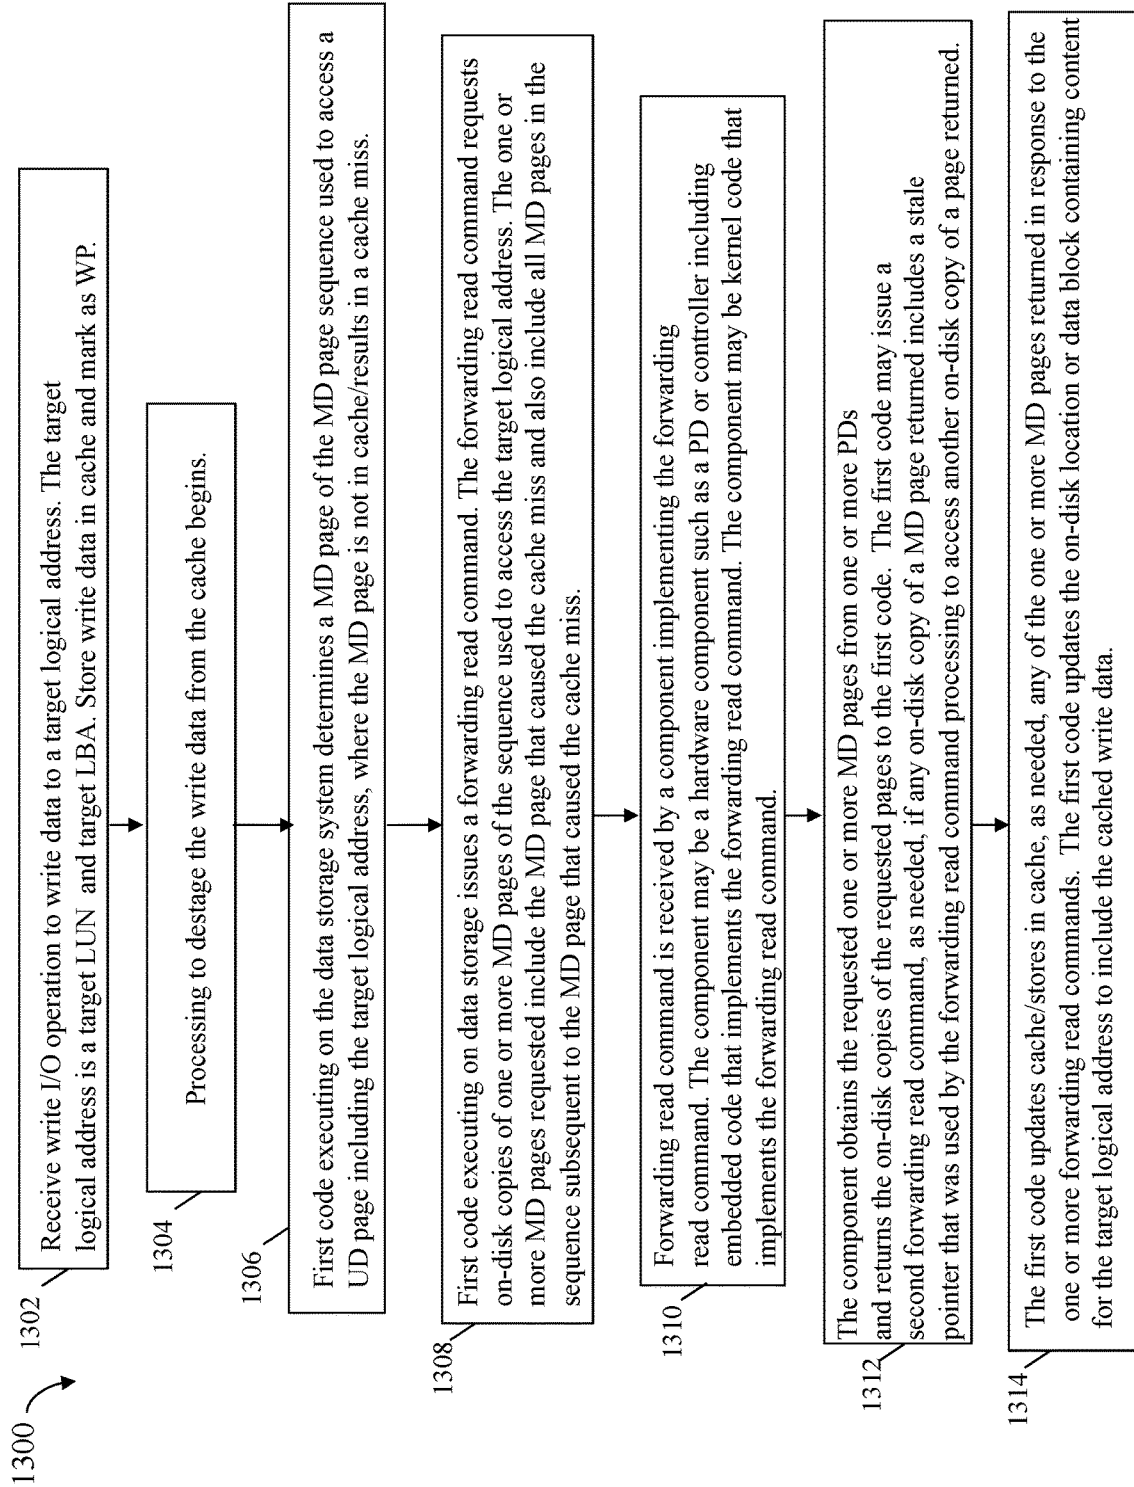 1300
1302
Receive write I/O operation to write data to a target logical address. The target
logical address is a target LUN and target LBA. Store write data in cache and mark as WP.
1304
Processing to destage the write data from the cache begins.
1306
First code executing on the data storage system determines a MD page of the MD page sequence used to access a
UD page including the target logical address, where the MD page is not in cache/results in a cache miss.
1308
First code executing on data storage issues a forwarding read command. The forwarding read command requests
on-disk copies of one or more MD pages of the sequence used to access the target logical address. The one or
more MD pages requested include the MD page that caused the cache miss and also include all MD pages in the
sequence subsequent to the MD page that caused the cache miss.
1310
Forwarding read command is received by a component implementing the forwarding
read command. The component may be a hardware component such as a PD or controller including
embedded code that implements the forwarding read command. The component may be kernel code that
implements the forwarding read command.
1312
The component obtains the requested one or more MD pages from one or more PDs
and returns the on-disk copies of the requested pages to the first code. The first code may issue a
second forwarding read command, as needed, if any on-disk copy of a MD page returned includes a stale
pointer that was used by the forwarding read command processing to access another on-disk copy of a page returned.
1314
The first code updates cache/stores in cache, as needed, any of the one or more MD pages returned in response to the
one or more forwarding read commands. The first code updates the on-disk location or data block containing content
for the target logical address to include the cached write data.